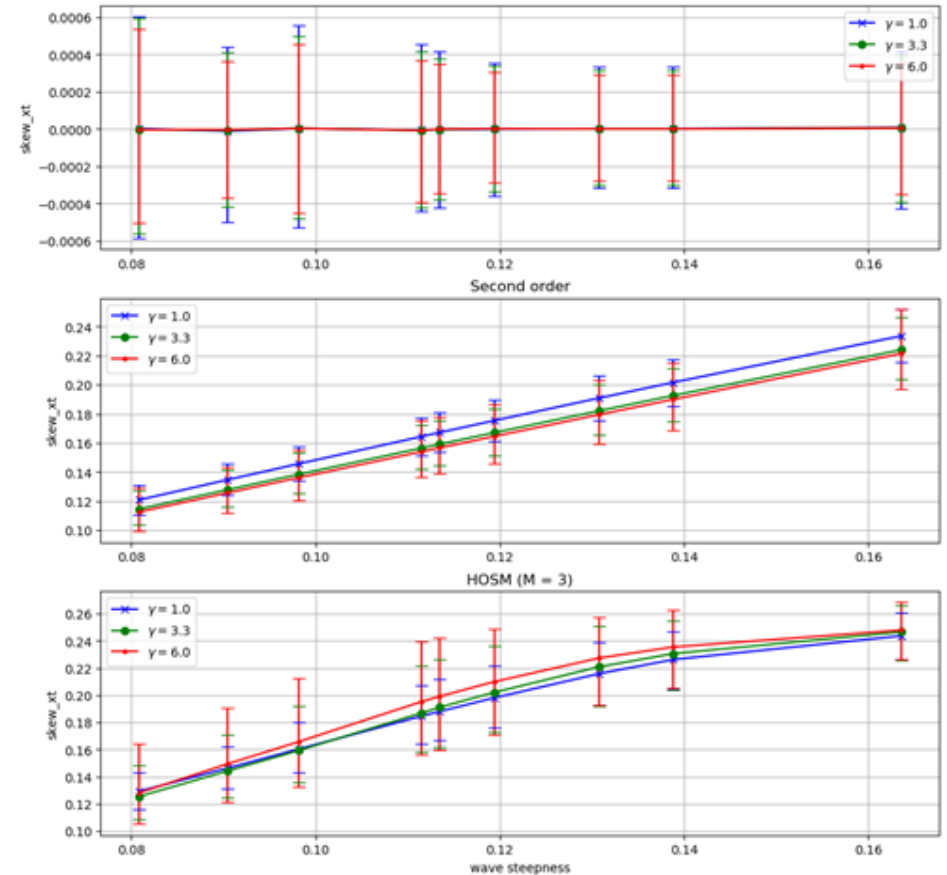 0.0006
0.0004
0.0002
0.0000
−0.0002
−0.0004
−0.0006
skew_xt
γ = 1.0
γ = 3.3
γ = 6.0
0.08 0.10 0.12 0.14 0.16
Second order
0.24
0.22
0.20
0.18
0.16
0.14
0.12
0.10
skew_xt
γ = 1.0
γ = 3.3
γ = 6.0
0.08 0.10 0.12 0.14 0.16
HOSM (M = 3)
0.26
0.24
0.22
0.20
0.18
0.16
0.14
0.12
0.10
skew_xt
γ = 1.0
γ = 3.3
γ = 6.0
0.08 0.10 0.12 0.14 0.16
wave steepness